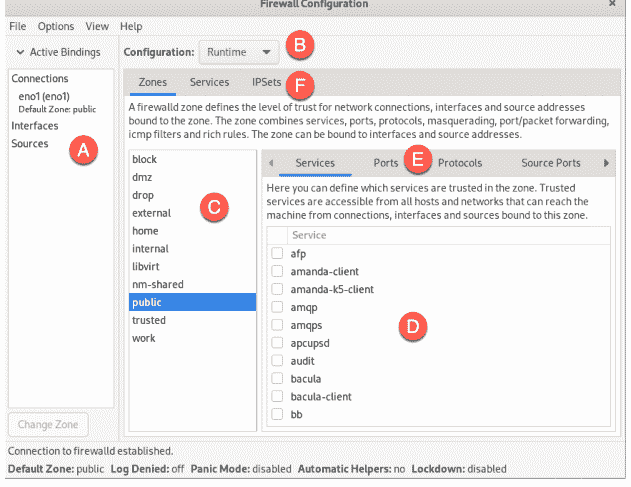 Firewall Configuration ×
File Options View Help
Active Bindings Configuration: Runtime B
Connections
eno1 (eno1)
Default Zone: public
Interfaces
Sources
A
Change Zone
Zones Services IPSets F
A firewalld zone defines the level of trust for network connections, interfaces and source addresses
bound to the zone. The zone combines services, ports, protocols, masquerading, port/packet forwarding,
icmp filters and rich rules. The zone can be bound to interfaces and source addresses.
block
dmz
drop
external
home
internal
libvirt
nm-shared
public
trusted
work
C
Services Ports E Protocols Source Ports
Here you can define which services are trusted in the zone. Trusted
services are accessible from all hosts and networks that can reach the
machine from connections, interfaces and sources bound to this zone.
Service
afp
amanda-client
amanda-k5-client
amqp
amqps
apcupsd
audit
bacula
bacula-client
bb
D
Connection to firewalld established.
Default Zone: public Log Denied: off Panic Mode: disabled Automatic Helpers: no Lockdown: disabled